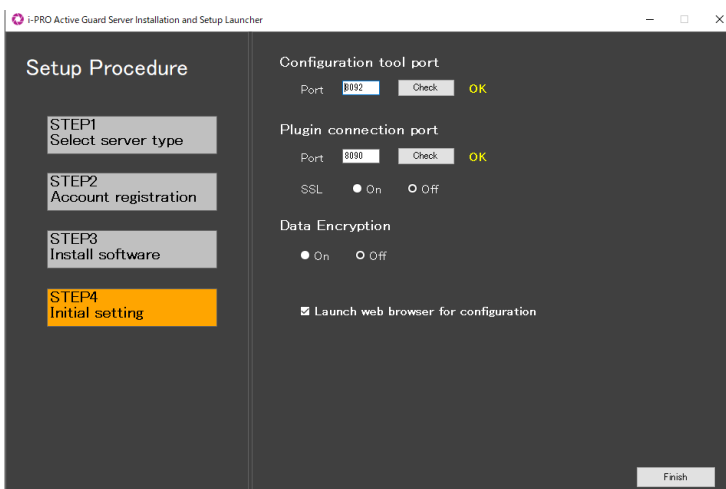 i-PRO Active Guard Server Installation and Setup Launcher
Setup Procedure
STEP1
Select server type
STEP2
Account registration
STEP3
Install software
STEP4
Initial setting
Configuration tool port
Port 8092 Check OK
Plugin connection port
Port 8090 Check OK
SSL On Off
Data Encryption
On Off
Launch web browser for configuration
Finish